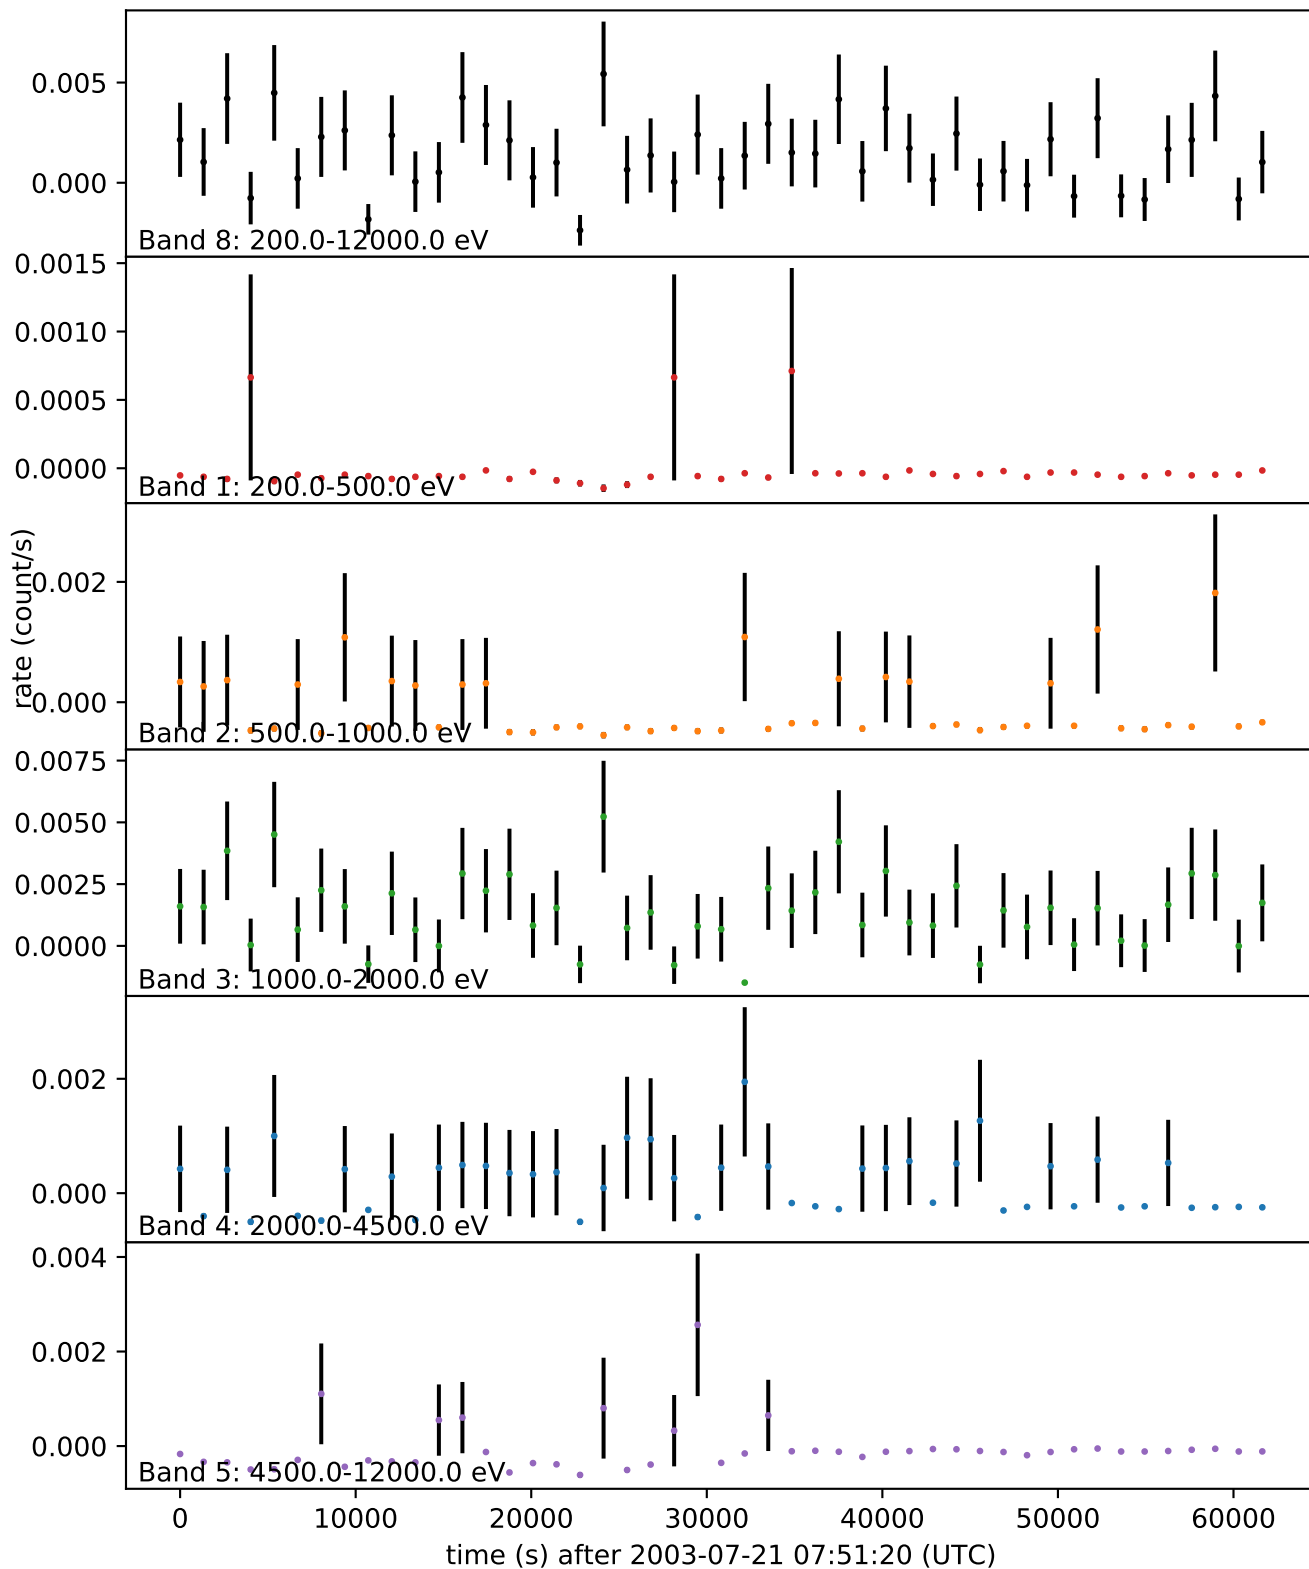 0.005
0.000
Band 8: 200.0-12000.0 eV
0.0015
0.0010
0.0005
0.0000
Band 1: 200.0-500.0 eV
rate (count/s)
0.002
0.000
Band 2: 500.0-1000.0 eV
0.0075
0.0050
0.0025
0.0000
Band 3: 1000.0-2000.0 eV
0.002
0.000
Band 4: 2000.0-4500.0 eV
0.004
0.002
0.000
Band 5: 4500.0-12000.0 eV
0 10000 20000 30000 40000 50000 60000
time (s) after 2003-07-21 07:51:20 (UTC)